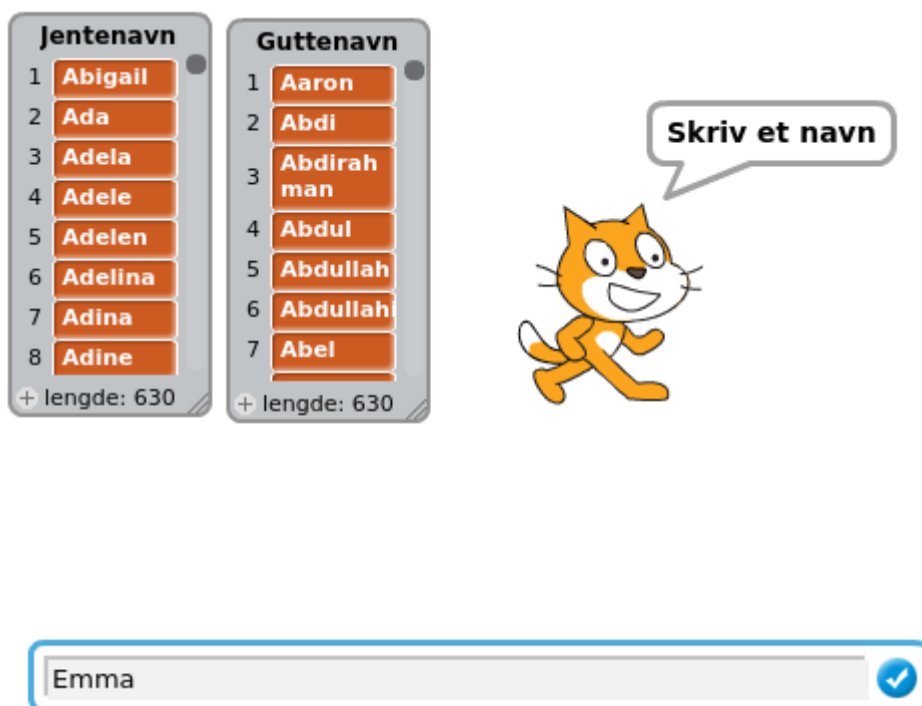 Jentenavn
1 Abigail
2 Ada
3 Adela
4 Adele
5 Adelen
6 Adelina
7 Adina
8 Adine
+ lengde: 630
Guttenavn
1 Aaron
2 Abdi
3 Abdirah
man
4 Abdul
5 Abdullah
6 Abdullahi
7 Abel
+ lengde: 630
Skriv et navn
Emma